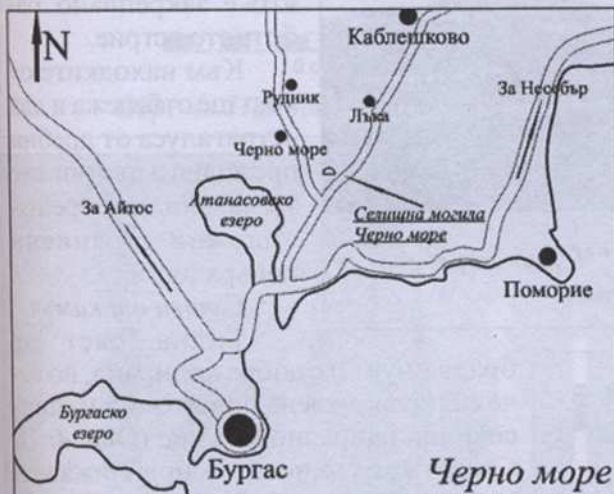 N
Каблешково
За Несебър
Рудник
Лъка
Черно море
За Айтос
танасовско
езеро
Селищна могила
Черно море
Поморие
Бургаско
езеро
Бургас
Черно море